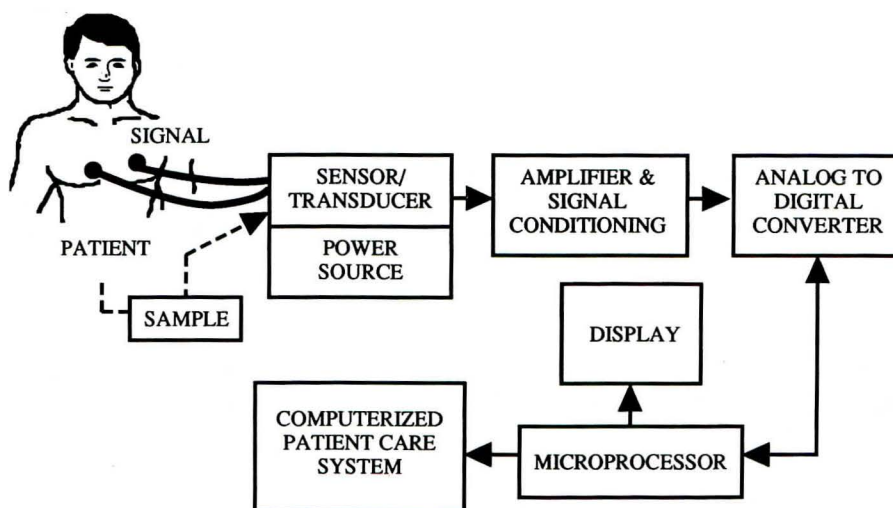 SIGNAL
PATIENT
SAMPLE
SENSOR/
TRANSDUCER
POWER
SOURCE
AMPLIFIER &
SIGNAL
CONDITIONING
ANALOG TO
DIGITAL
CONVERTER
DISPLAY
COMPUTERIZED
PATIENT CARE
SYSTEM
MICROPROCESSOR